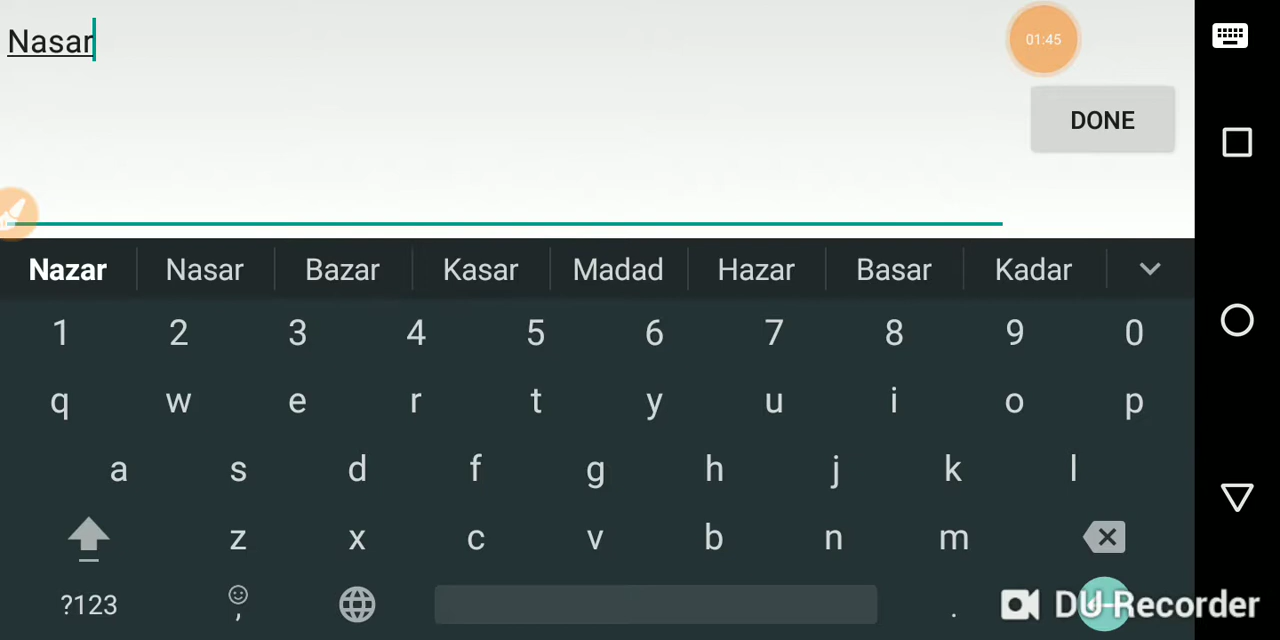 Nasar
01:45
DONE
Nazar Nasar Bazar Kasar Madad Hazar Basar Kadar
1 2 3 4 5 6 7 8 9 0
q w e r t y u i o p
a s d f g h j k l
z x c v b n m
?123 , .
DU-Recorder